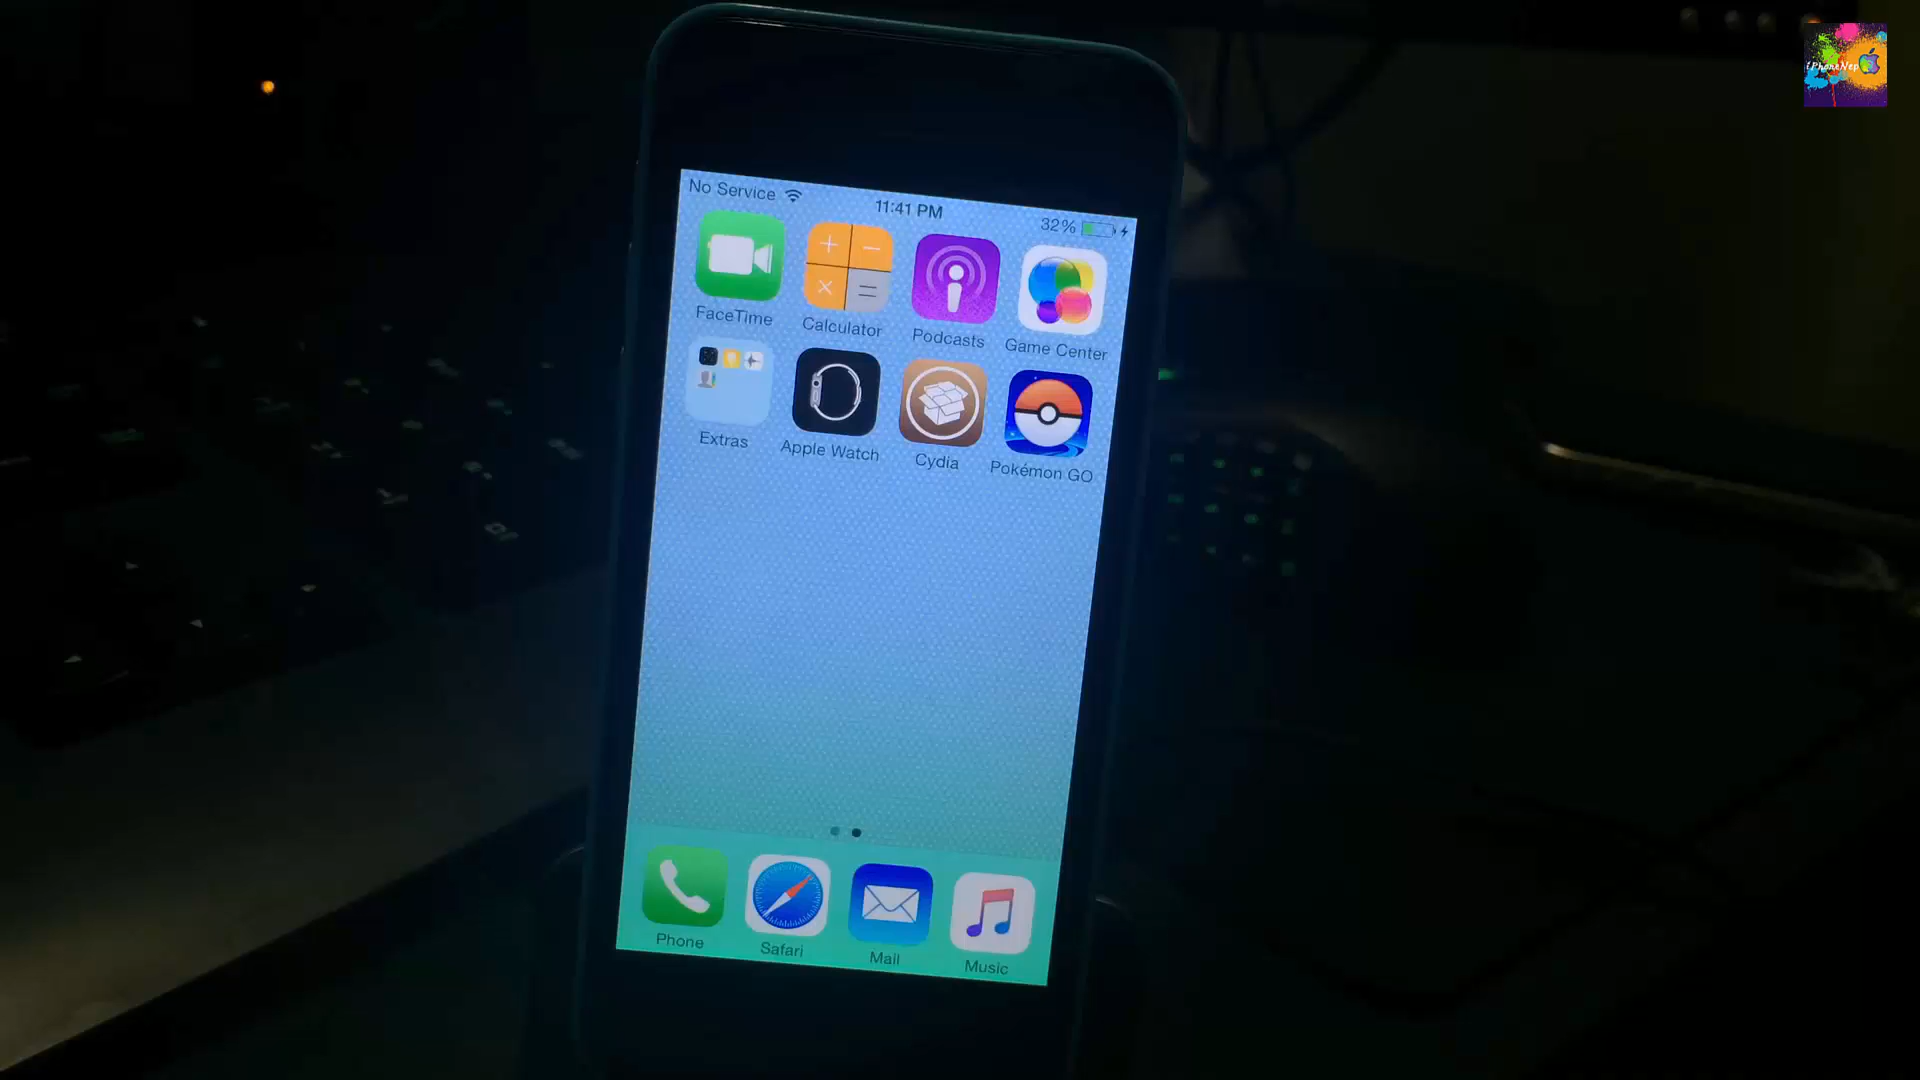 iPhoneNep
No Service 11:41 PM 32%
FaceTime Calculator Podcasts Game Center
Extras Apple Watch Cydia Pokémon GO
Phone Safari Mail Music